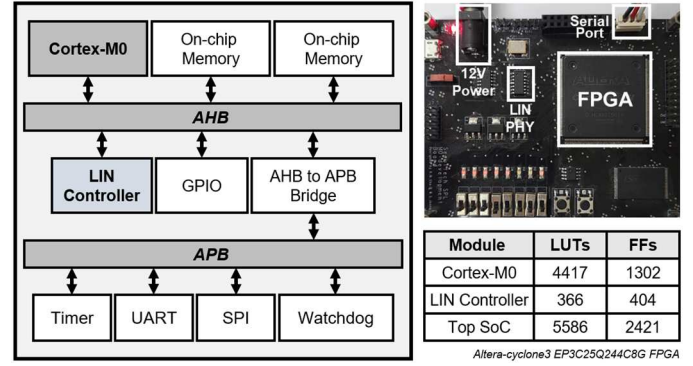 Cortex-M0
On-chip
Memory
On-chip
Memory
AHB
LIN
Controller
GPIO
AHB to APB
Bridge
APB
Timer
UART
SPI
Watchdog
Serial
Port
12V
Power
LIN
PHY
FPGA
Module LUTs FFs
Cortex-M0 4417 1302
LIN Controller 366 404
Top SoC 5586 2421
Altera-cyclone3 EP3C25Q244C8G FPGA